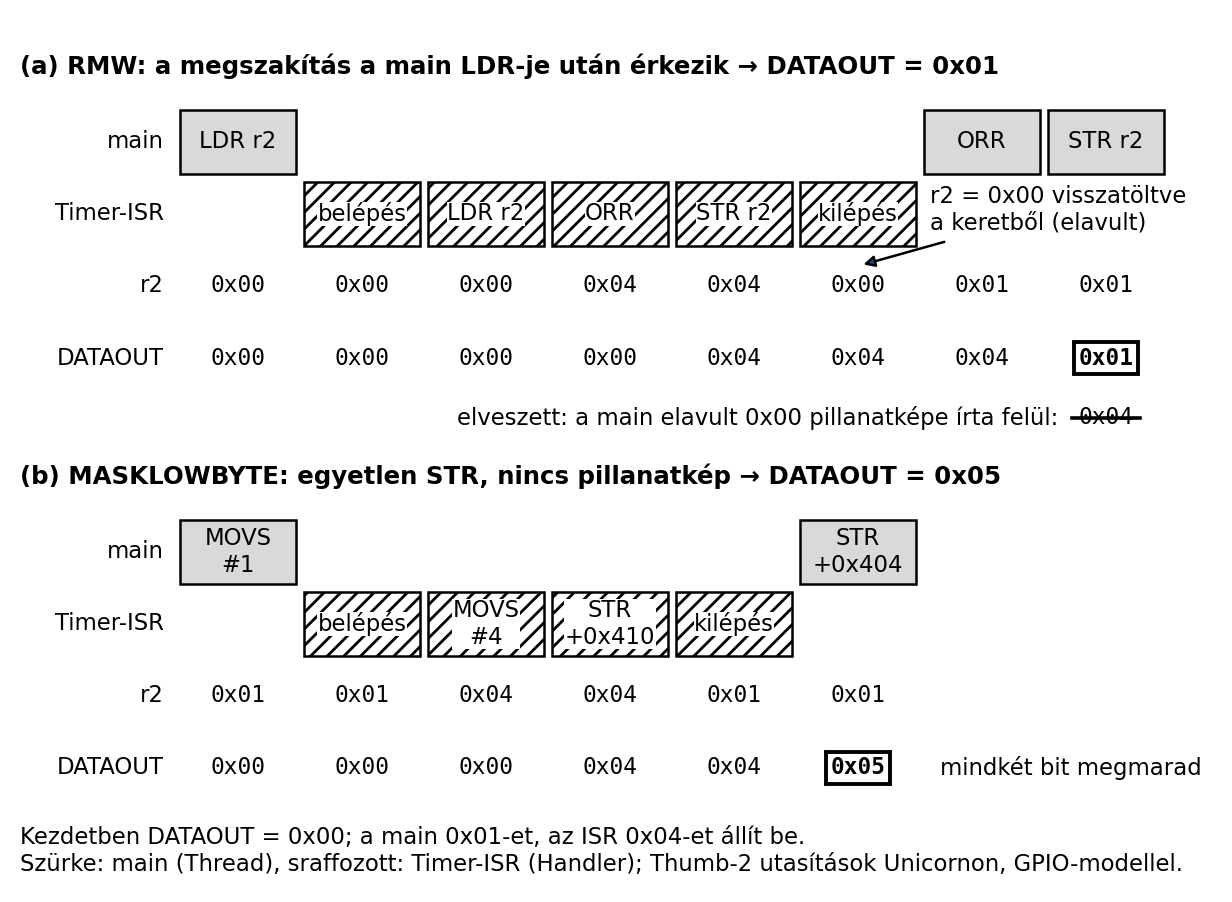 (a) RMW: a megszakítás a main LDR-je után érkezik → DATAOUT = 0x01
main LDR r2 ORR STR r2
Timer-ISR belépés LDR r2 ORR STR r2 kilépés
r2 = 0x00 visszatöltve
a keretből (elavult)
r2 0x00 0x00 0x00 0x04 0x04 0x00 0x01 0x01
DATAOUT 0x00 0x00 0x00 0x00 0x04 0x04 0x04 0x01
elveszett: a main elavult 0x00 pillanatképe írta felül: 0x04
(b) MASKLOWBYTE: egyetlen STR, nincs pillanatkép → DATAOUT = 0x05
main MOVS #1 STR +0x404
Timer-ISR belépés MOVS #4 STR +0x410 kilépés
r2 0x01 0x01 0x04 0x04 0x01 0x01
DATAOUT 0x00 0x00 0x00 0x04 0x04 0x05 mindkét bit megmarad
Kezdetben DATAOUT = 0x00; a main 0x01-et, az ISR 0x04-et állít be.
Szürke: main (Thread), sraffozott: Timer-ISR (Handler); Thumb-2 utasítások Unicornon, GPIO-modellel.